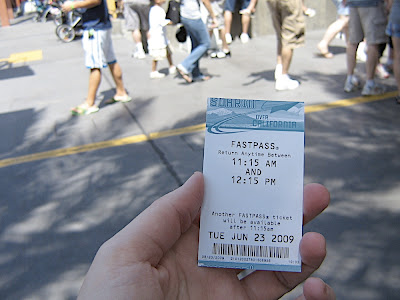 SOARIN'
OVER
CALIFORNIA
FASTPASS®
Return Anytime Between
11:15 AM
AND
12:15 PM
Another FASTPASS® ticket
will be available
after 11:15am
TUE JUN 23 2009